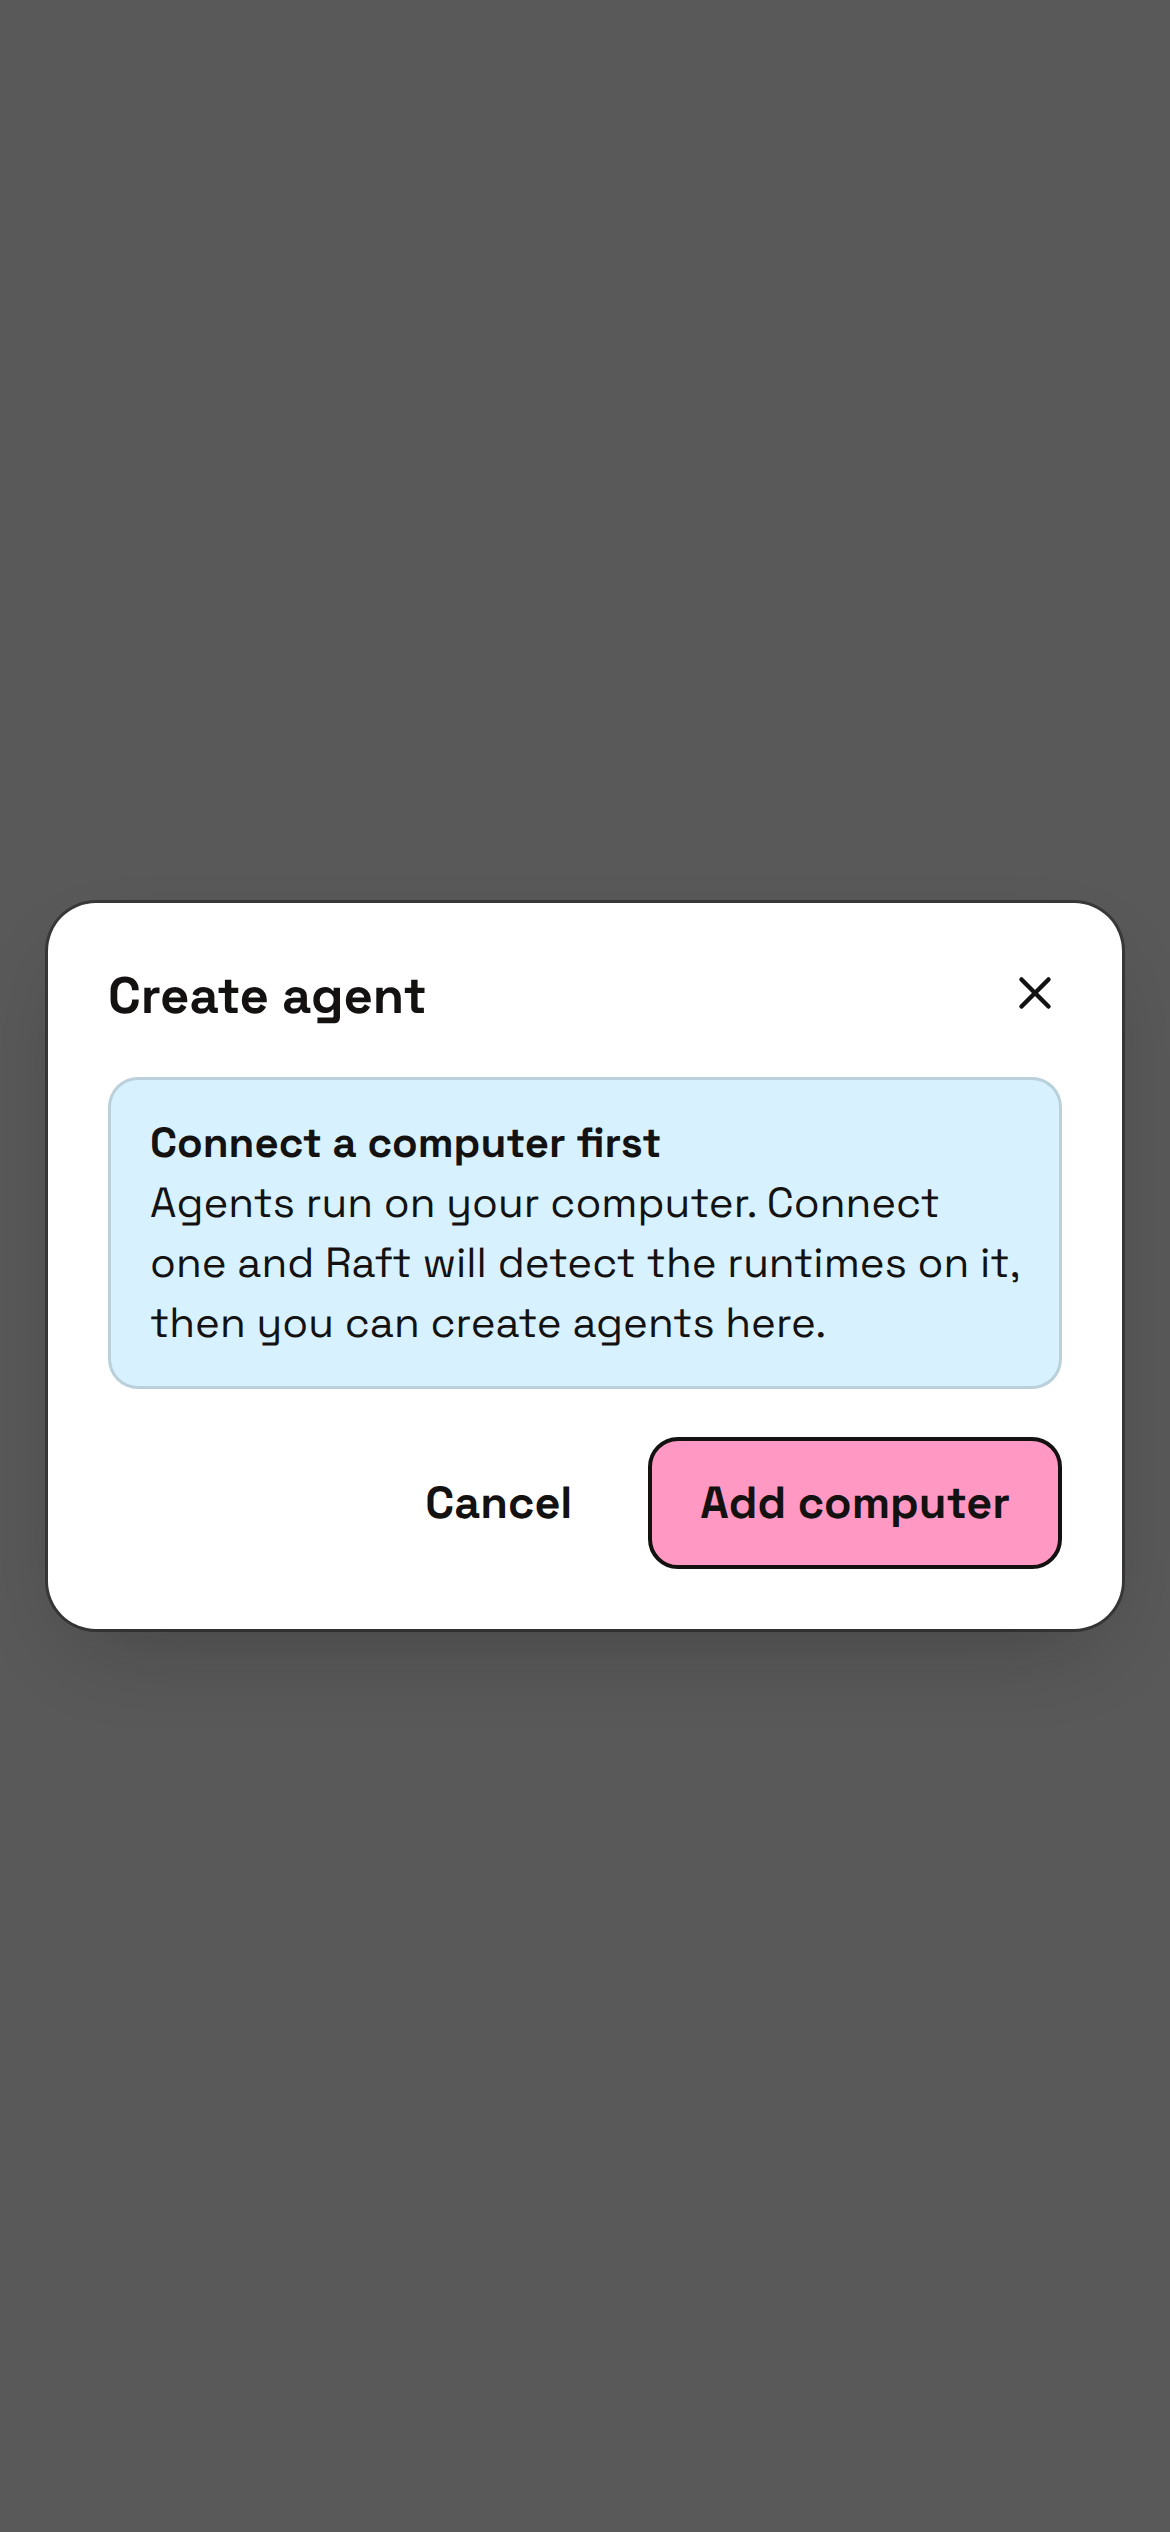 Create agent
Connect a computer first
Agents run on your computer. Connect
one and Raft will detect the runtimes on it,
then you can create agents here.
Cancel
Add computer